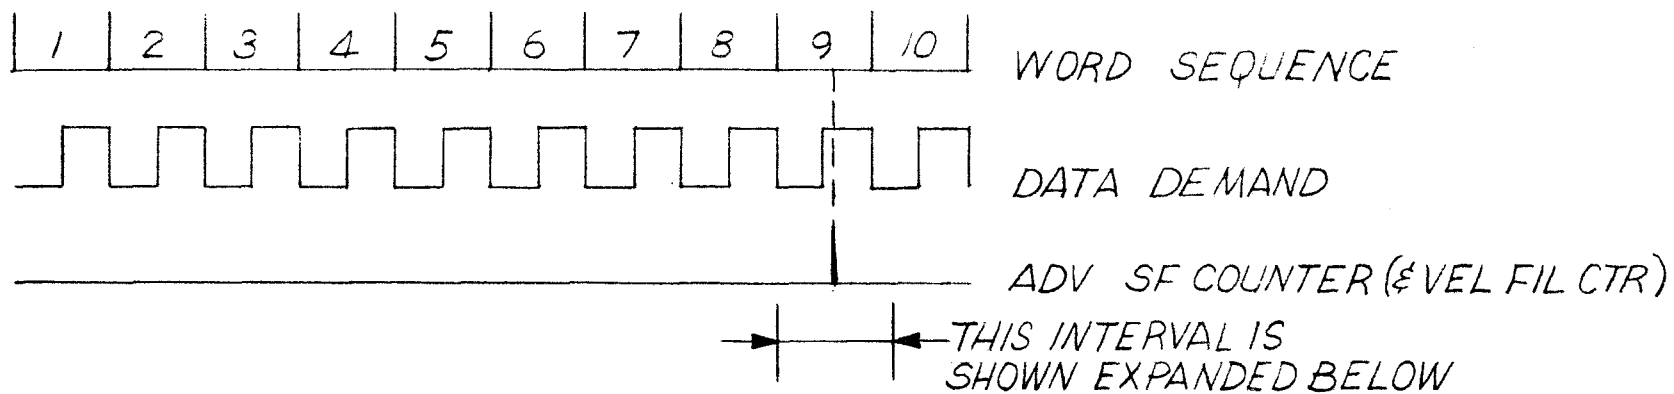 1 2 3 4 5 6 7 8 9 10 WORD SEQUENCE
DATA DEMAND
ADV SF COUNTER (& VEL FIL CTR)
THIS INTERVAL IS
SHOWN EXPANDED BELOW